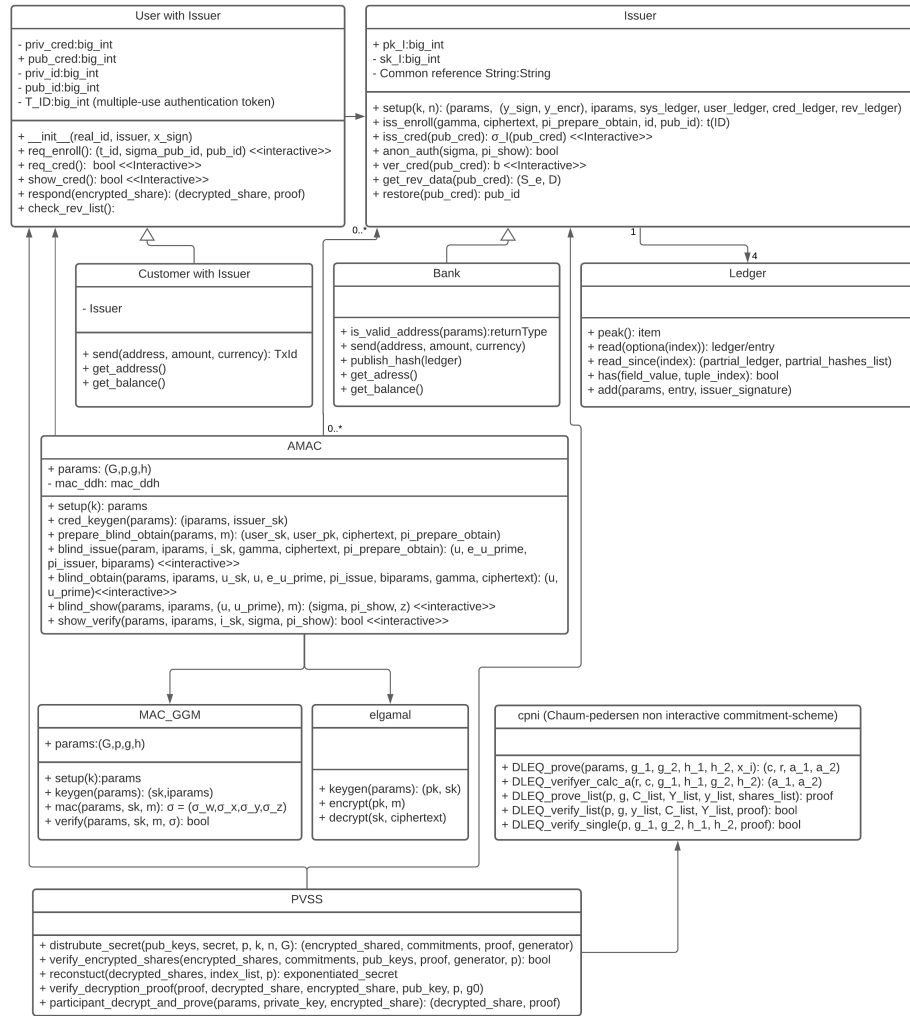 User with Issuer
- priv_cred:big_int
+ pub_cred:big_int
- priv_id:big_int
- pub_id:big_int
- T_ID:big_int (multiple-use authentication token)
+ __init__(real_id, issuer, x_sign)
+ req_enroll(): (t_id, sigma_pub_id, pub_id) <<interactive>>
+ req_cred():  bool <<Interactive>>
+ show_cred(): bool <<Interactive>>
+ respond(encrypted_share): (decrypted_share, proof)
+ check_rev_list():
Issuer
+ pk_I:big_int
- sk_I:big_int
- Common reference String:String
+ setup(k, n): (params,  (y_sign, y_encr), iparams, sys_ledger, user_ledger, cred_ledger, rev_ledger)
+ iss_enroll(gamma, ciphertext, pi_prepare_obtain, id, pub_id): t(ID)
+ iss_cred(pub_cred): σ_I(pub_cred) <<Interactive>>
+ anon_auth(sigma, pi_show): bool
+ ver_cred(pub_cred): b <<Interactive>>
+ get_rev_data(pub_cred): (S_e, D)
+ restore(pub_cred): pub_id
0..*
1
4
Customer with Issuer
- Issuer
+ send(address, amount, currency): TxId
+ get_address()
+ get_balance()
Bank
+ is_valid_address(params):returnType
+ send(address, amount, currency)
+ publish_hash(ledger)
+ get_adress()
+ get_balance()
Ledger
+ peak(): item
+ read(optiona(index)): ledger/entry
+ read_since(index): (partrial_ledger, partrial_hashes_list)
+ has(field_value, tuple_index): bool
+ add(params, entry, issuer_signature)
0..*
AMAC
+ params: (G,p,g,h)
- mac_ddh: mac_ddh
+ setup(k): params
+ cred_keygen(params): (iparams, issuer_sk)
+ prepare_blind_obtain(params, m): (user_sk, user_pk, ciphertext, pi_prepare_obtain)
+ blind_issue(param, iparams, i_sk, gamma, ciphertext, pi_prepare_obtain): (u, e_u_prime,
pi_issuer, biparams) <<interactive>>
+ blind_obtain(params, iparams, u_sk, u, e_u_prime, pi_issue, biparams, gamma, ciphertext): (u,
u_prime)<<interactive>>
+ blind_show(params, iparams, (u, u_prime), m): (sigma, pi_show, z) <<interactive>>
+ show_verify(params, iparams, i_sk, sigma, pi_show): bool <<interactive>>
MAC_GGM
+ params:(G,p,g,h)
+ setup(k):params
+ keygen(params): (sk,iparams)
+ mac(params, sk, m): σ = (σ_w,σ_x,σ_y,σ_z)
+ verify(params, sk, m, σ): bool
elgamal
+ keygen(params): (pk, sk)
+ encrypt(pk, m)
+ decrypt(sk, ciphertext)
cpni (Chaum-pedersen non interactive commitment-scheme)
+ DLEQ_prove(params, g_1, g_2, h_1, h_2, x_i): (c, r, a_1, a_2)
+ DLEQ_verifyer_calc_a(r, c, g_1, h_1, g_2, h_2): (a_1, a_2)
+ DLEQ_prove_list(p, g, C_list, Y_list, y_list, shares_list): proof
+ DLEQ_verify_list(p, g, y_list, C_list, Y_list, proof): bool
+ DLEQ_verify_single(p, g_1, g_2, h_1, h_2, proof): bool
PVSS
+ distrubute_secret(pub_keys, secret, p, k, n, G): (encrypted_shared, commitments, proof, generator)
+ verify_encrypted_shares(encrypted_shares, commitments, pub_keys, proof, generator, p): bool
+ reconstuct(decrypted_shares, index_list, p): exponentiated_secret
+ verify_decryption_proof(proof, decrypted_share, encrypted_share, pub_key, p, g0)
+ participant_decrypt_and_prove(params, private_key, encrypted_share): (decrypted_share, proof)